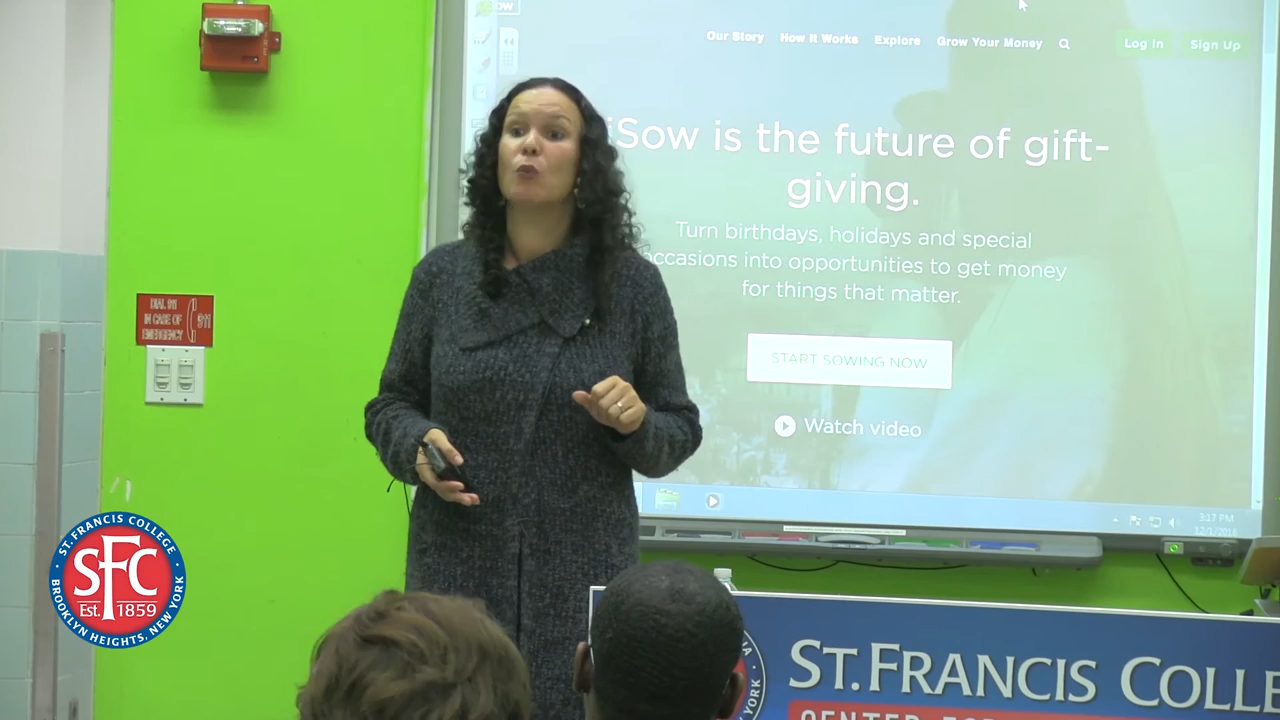 Our Story How It Works Explore Grow Your Money Log In Sign Up
iSow is the future of gift-
giving.
Turn birthdays, holidays and special
occasions into opportunities to get money
for things that matter.
START SOWING NOW
Watch video
3:17 PM
DIAL 911
IN CASE OF
EMERGENCY
911
ST. FRANCIS COLLEGE
SFC
Est. 1859
BROOKLYN HEIGHTS, NEW YORK
ST. FRANCIS COLLE